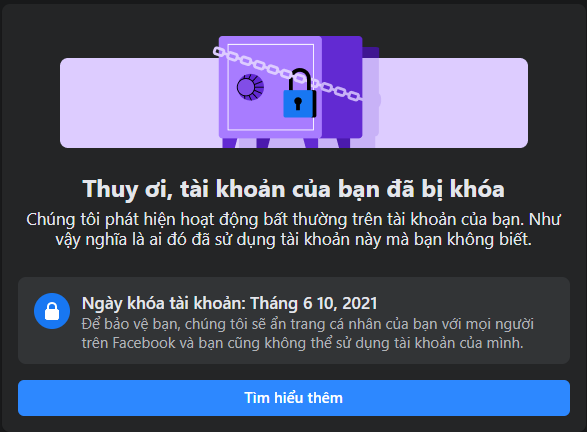 Thuy ơi, tài khoản của bạn đã bị khóa
Chúng tôi phát hiện hoạt động bất thường trên tài khoản của bạn. Như
vậy nghĩa là ai đó đã sử dụng tài khoản này mà bạn không biết.
Ngày khóa tài khoản: Tháng 6 10, 2021
Để bảo vệ bạn, chúng tôi sẽ ẩn trang cá nhân của bạn với mọi người
trên Facebook và bạn cũng không thể sử dụng tài khoản của mình.
Tìm hiểu thêm